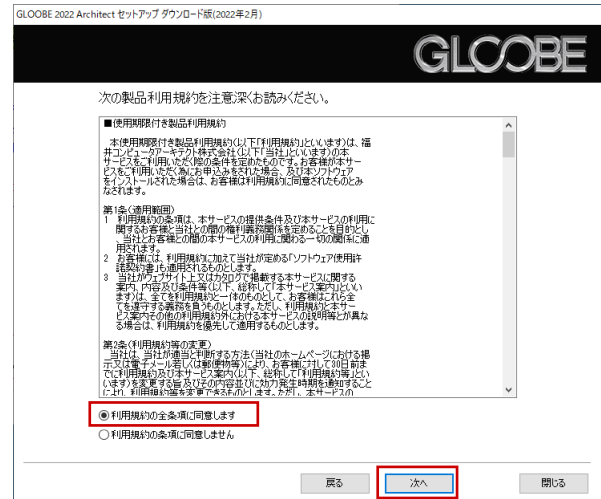 GLOOBE 2022 Architect セットアップ ダウンロード版(2022年2月)
GLOOBE
次の製品利用規約を注意深くお読みください。
■使用期限付き製品利用規約
本使用期限付き製品利用規約(以下「利用規約」といいます)は、福
井コンピュータアーキテクト株式会社(以下「当社」といいます)の本
サービスをご利用いただく際の条件を定めたものです。お客様が本サー
ビスをご利用いただく為にお申込みをされた場合、及び本ソフトウェア
をインストールされた場合は、お客様は利用規約に同意されたものとみ
なされます。
第1条(適用範囲)
1 利用規約の条項は、本サービスの提供条件及び本サービスの利用に
関するお客様と当社との間の権利義務関係を定めることを目的とし
、当社とお客様との間の本サービスの利用に関わる一切の関係に適
用されます。
2 お客様には、利用規約に加えて当社が定める「ソフトウェア使用許
諾契約書」も適用されるものとします。
3 当社がウェブサイト上又はカタログで掲載する本サービスに関する
案内、内容及び条件等(以下、総称して「本サービス案内」といい
ます)は、全てを利用規約と一体のものとして、お客様はこれら全
てを遵守する義務を負うものとします。ただし、利用規約と本サー
ビス案内その他の利用規約外における本サービスの説明等とが異な
る場合は、利用規約を優先して適用するものとします。
第2条(利用規約等の変更)
当社は、当社が適当と判断する方法(当社のホームページにおける掲
示又は電子メール若しくは郵便物等)により、お客様に対して30日前ま
でに利用規約及び本サービス案内(以下、総称して「利用規約等」とい
います)を変更する旨及びその内容並びに効力発生時期を通知すること
により、利用規約等を変更できるものとします。ただし、本サービスの
利用規約の全条項に同意します
利用規約の条項に同意しません
戻る
次へ
閉じる